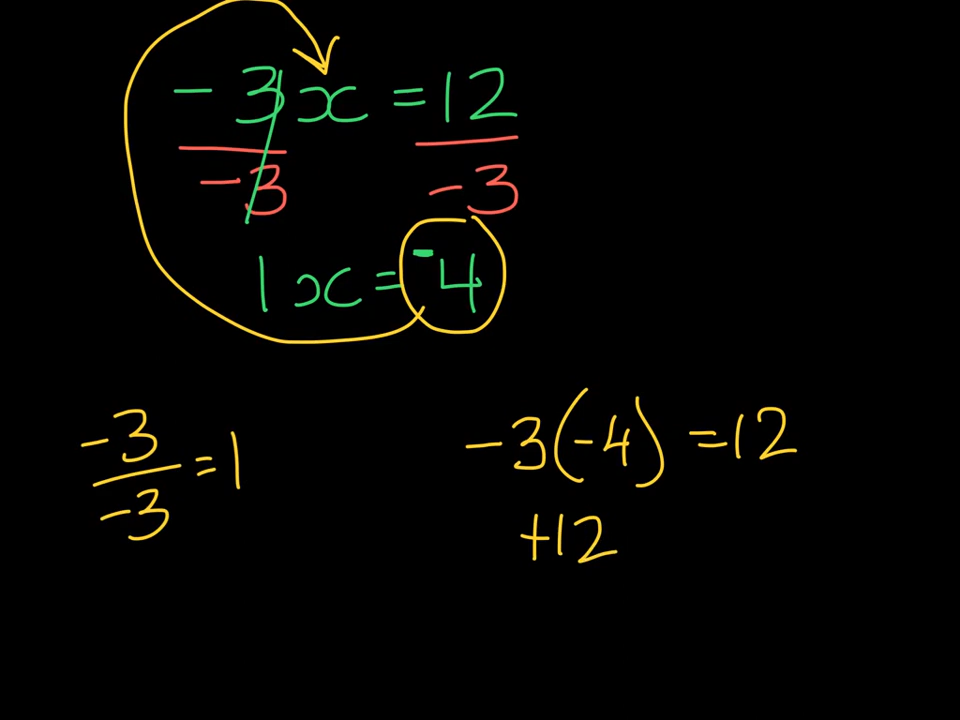 -3x = 12
-3 -3
1x = -4
-3 = 1 -3(-4) = 12
-3 +12